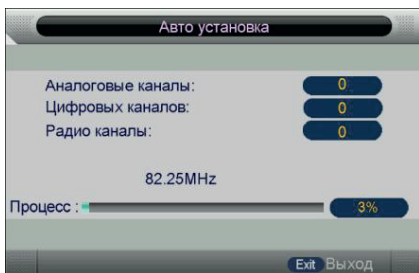 Авто установка
Аналоговые каналы: 0
Цифровых каналов: 0
Радио каналы: 0
82.25MHz
Процесс : 3%
Exit Выход